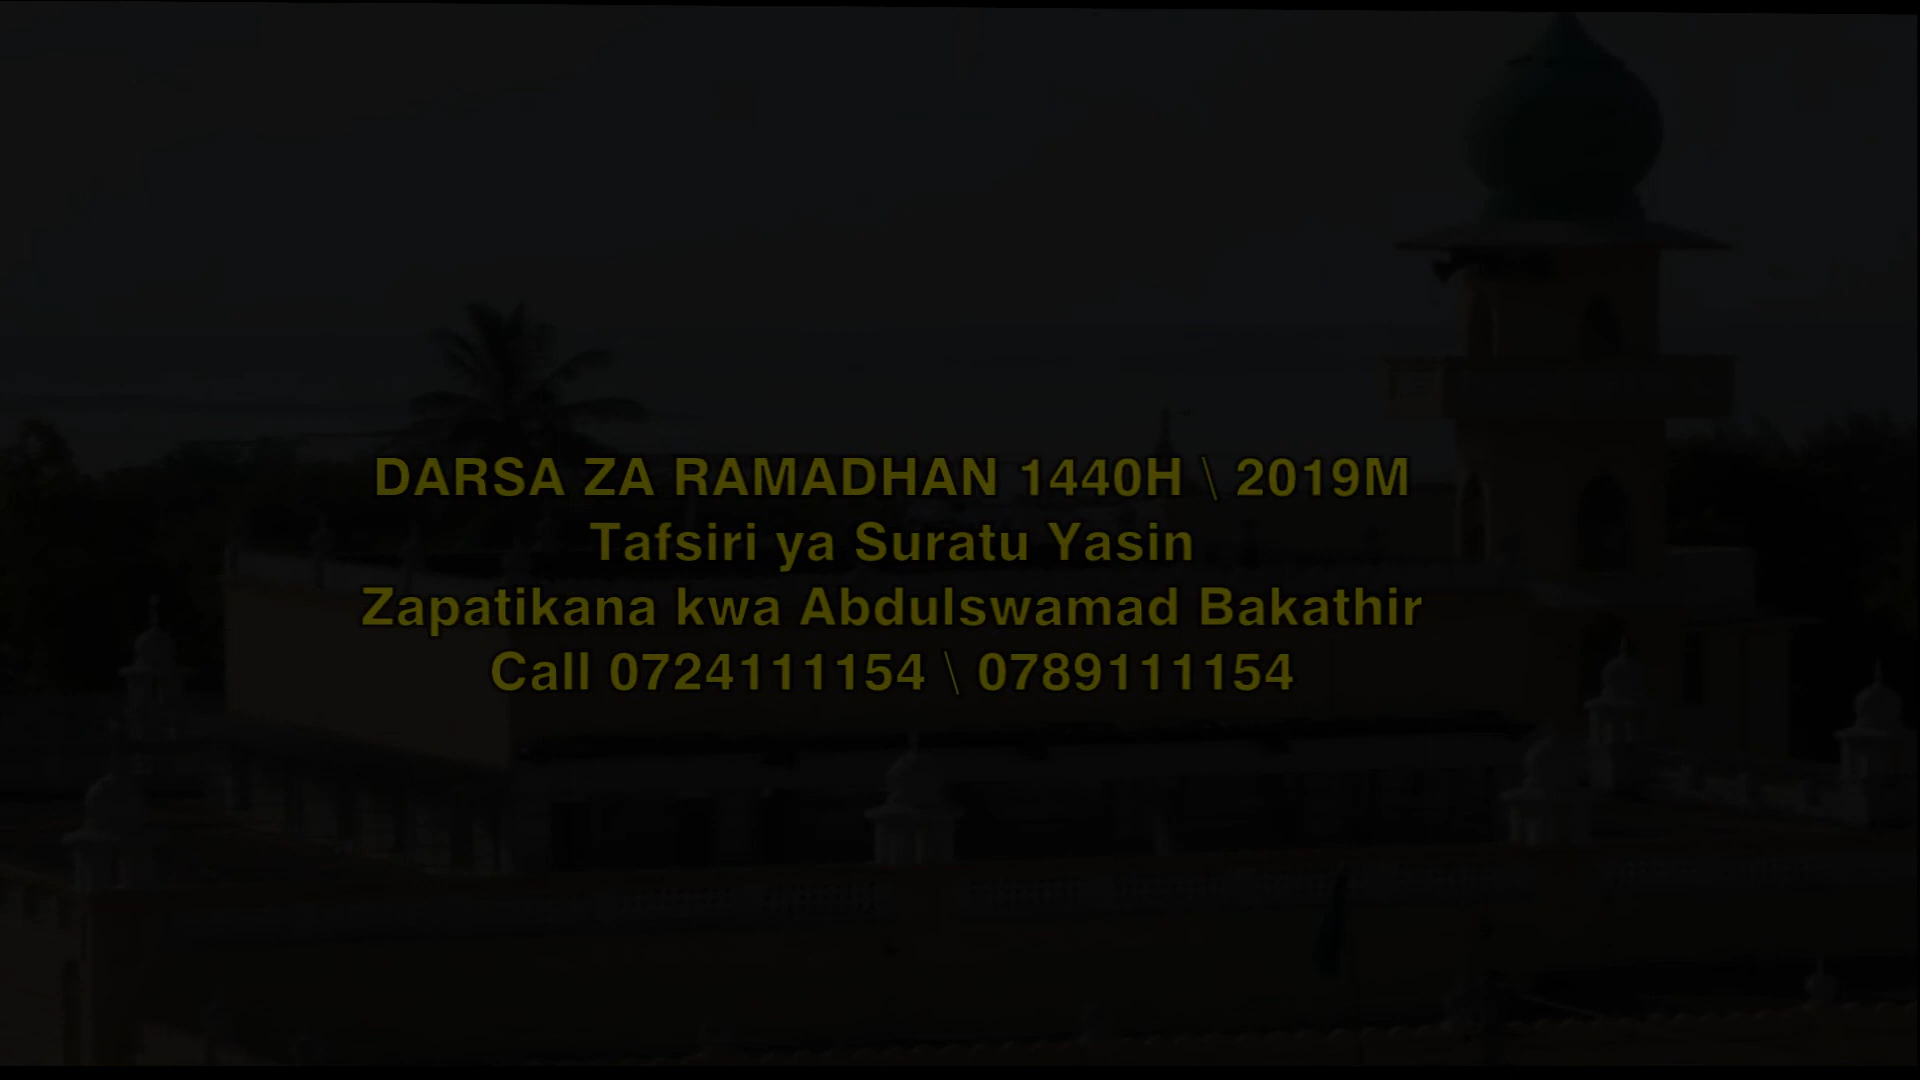 DARSA ZA RAMADHAN 1440H \ 2019M
Tafsiri ya Suratu Yasin
Zapatikana kwa Abdulswamad Bakathir
Call 0724111154 \ 0789111154